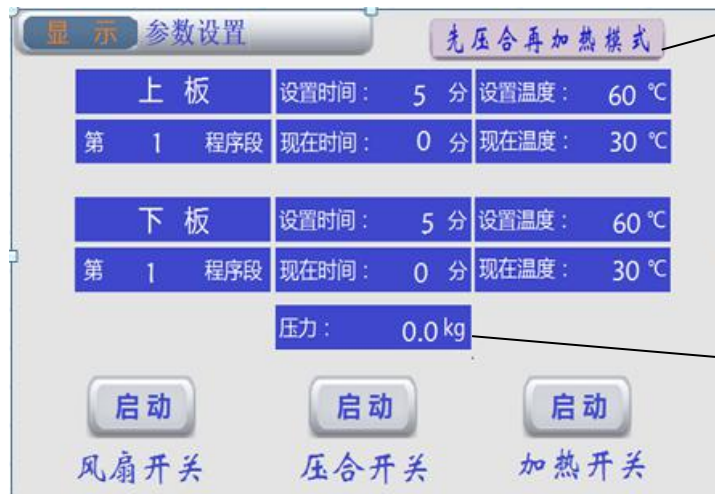 显 示 参数设置 先压合再加热模式
上 板 设置时间： 5 分 设置温度： 60 ℃
第 1 程序段 现在时间： 0 分 现在温度： 30 ℃
下 板 设置时间： 5 分 设置温度： 60 ℃
第 1 程序段 现在时间： 0 分 现在温度： 30 ℃
压力： 0.0 kg
启动 启动 启动
风扇开关 压合开关 加热开关